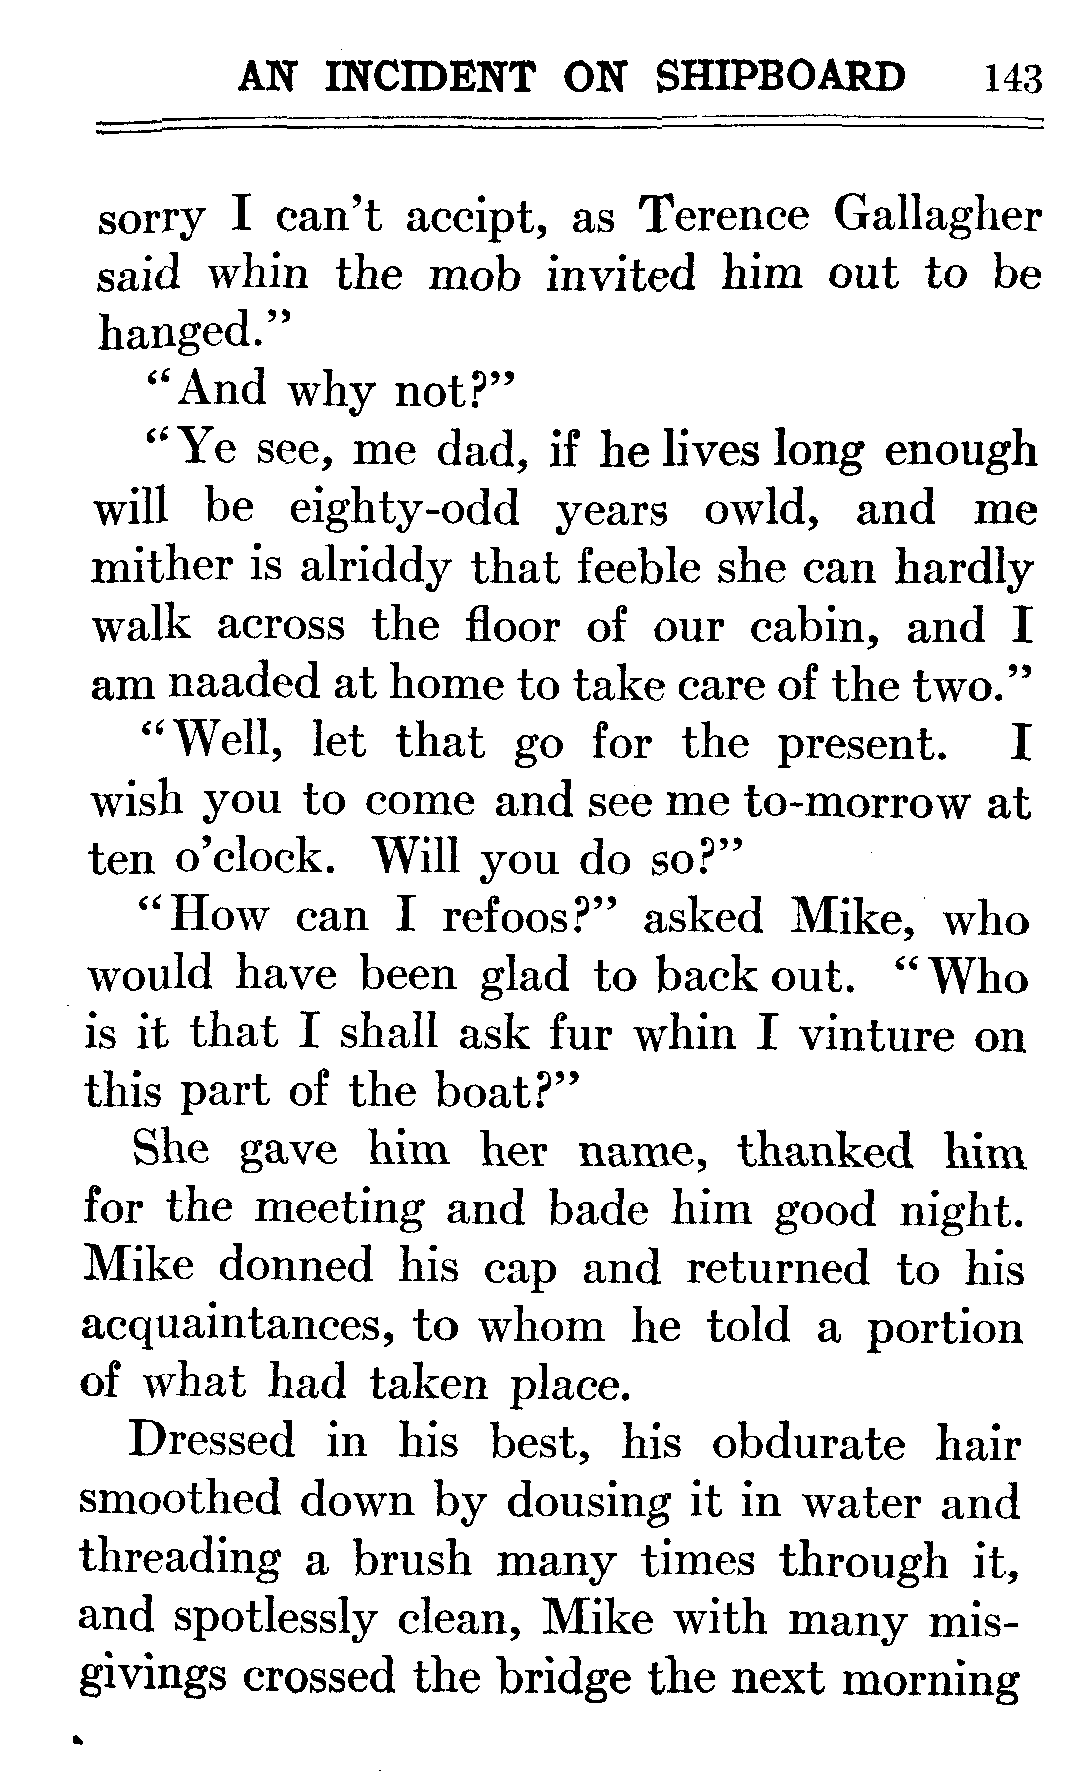 AN INCIDENT ON SHIPBOARD 143
sorry I can't accipt, as Terence Gallagher
said whin the mob invited him out to be
hanged."
"And why not?"
"Ye see, me dad, if he lives long enough
will be eighty-odd years owld, and me
mither is alriddy that feeble she can hardly
walk across the floor of our cabin, and I
am naaded at home to take care of the two."
"Well, let that go for the present. I
wish you to come and see me to-morrow at
ten o'clock. Will you do so?"
"How can I refoos?" asked Mike, who
would have been glad to back out. "Who
is it that I shall ask fur whin I vinture on
this part of the boat?"
She gave him her name, thanked him
for the meeting and bade him good night.
Mike donned his cap and returned to his
acquaintances, to whom he told a portion
of what had taken place.
Dressed in his best, his obdurate hair
smoothed down by dousing it in water and
threading a brush many times through it,
and spotlessly clean, Mike with many mis-
givings crossed the bridge the next morning